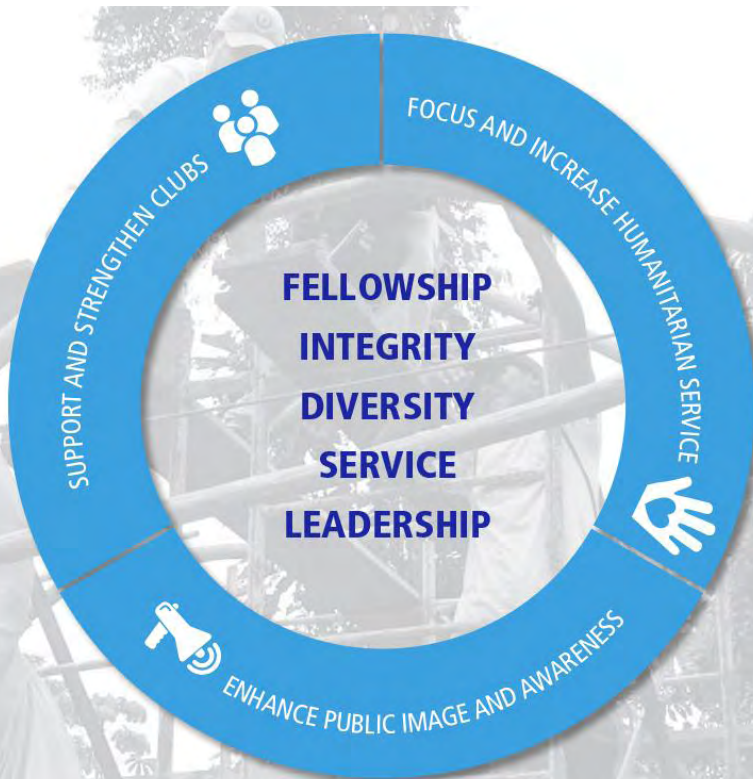 SUPPORT AND STRENGTHEN CLUBS
FOCUS AND INCREASE HUMANITARIAN SERVICE
FELLOWSHIP
INTEGRITY
DIVERSITY
SERVICE
LEADERSHIP
ENHANCE PUBLIC IMAGE AND AWARENESS